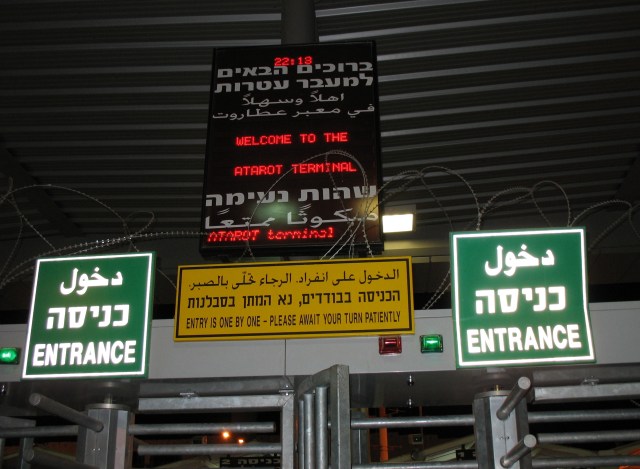 22:13
ברוכים הבאים
למעבר עטרות
اهلاً وسهلاً
في معبر عطاروت
WELCOME TO THE
ATAROT TERMINAL
שהות נעימה
ATAROT terminal
دخول
כניסה
ENTRANCE
الدخول على انفراد. الرجاء تحلّي بالصبر.
הכניסה בבודדים, נא המתן בסבלנות
ENTRY IS ONE BY ONE – PLEASE AWAIT YOUR TURN PATIENTLY
دخول
כניסה
ENTRANCE